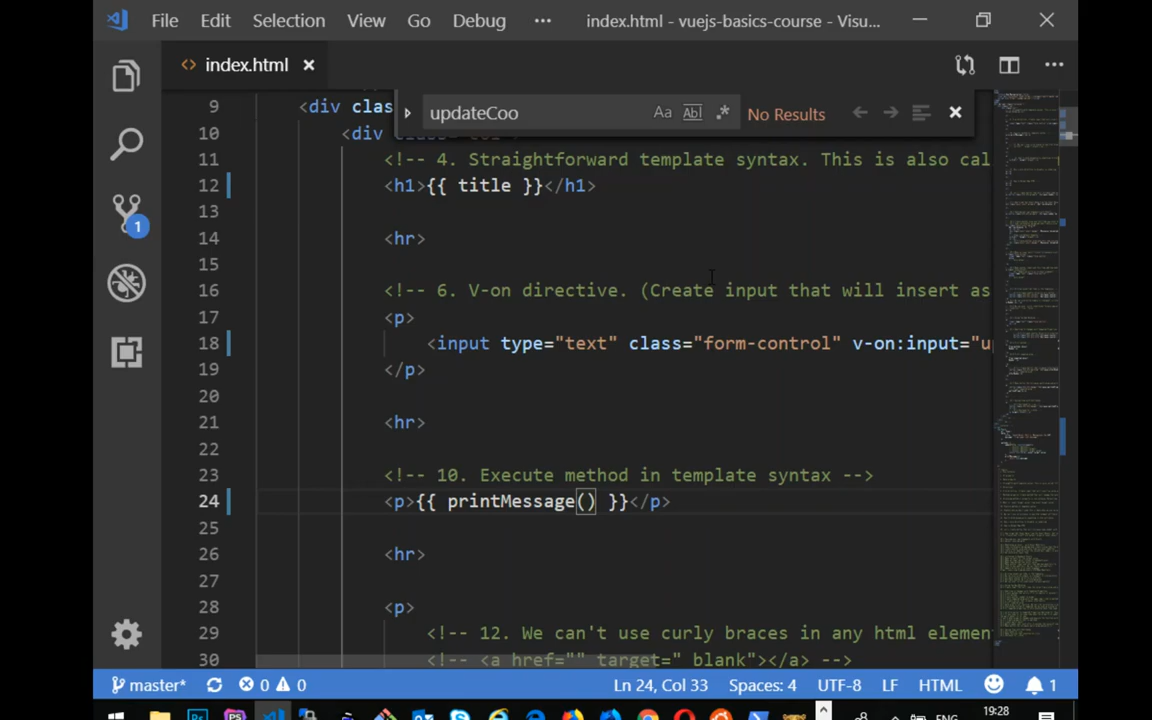 File Edit Selection View Go Debug ··· index.html - vuejs-basics-course - Visu...
<> index.html
updateCoo Aa Abl .* No Results
9 <div clas
10 <div
11 <!-- 4. Straightforward template syntax. This is also cal
12 <h1>{{ title }}</h1>
13
14 <hr>
15
16 <!-- 6. V-on directive. (Create input that will insert as
17 <p>
18 <input type="text" class="form-control" v-on:input="u
19 </p>
20
21 <hr>
22
23 <!-- 10. Execute method in template syntax -->
24 <p>{{ printMessage() }}</p>
25
26 <hr>
27
28 <p>
29 <!-- 12. We can't use curly braces in any html elemen
30 <!-- <a href="" target="_blank"></a> -->
1
master* 0 0 Ln 24, Col 33 Spaces: 4 UTF-8 LF HTML 1
ENG 19:28